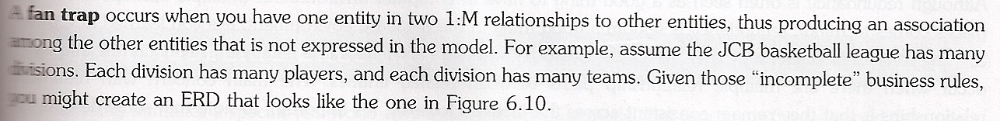 A fan trap occurs when you have one entity in two 1:M relationships to other entities, thus producing an association
among the other entities that is not expressed in the model. For example, assume the JCB basketball league has many
divisions. Each division has many players, and each division has many teams. Given those “incomplete” business rules,
you might create an ERD that looks like the one in Figure 6.10.